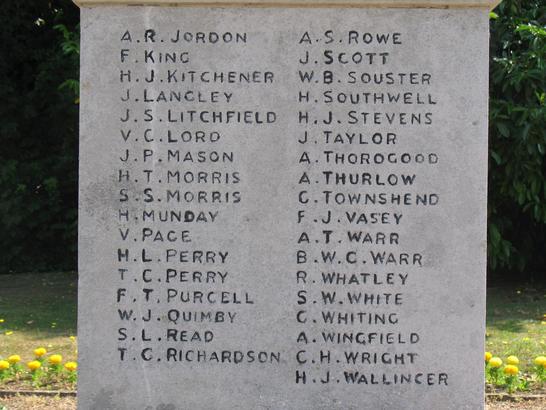 A.R. JORDON
F. KING
H.J. KITCHENER
J. LANGLEY
J.S. LITCHFIELD
V.C. LORD
J.P. MASON
H.T. MORRIS
S.S. MORRIS
H. MUNDAY
V. PAGE
H.L. PERRY
T.C. PERRY
F.T. PURCELL
W.J. QUIMBY
S.L. READ
T.G. RICHARDSON
A.S. ROWE
J. SCOTT
W.B. SOUSTER
H. SOUTHWELL
H.J. STEVENS
J. TAYLOR
A. THOROGOOD
A. THURLOW
G. TOWNSHEND
F.J. VASEY
A.T. WARR
B.W.G. WARR
R. WHATLEY
S.W. WHITE
G. WHITING
A. WINGFIELD
C.H. WRIGHT
H.J. WALLINGER